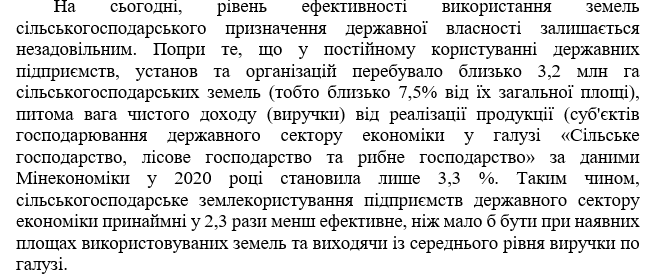 На сьогодні, рівень ефективності використання земель
сільськогосподарського призначення державної власності залишається
незадовільним. Попри те, що у постійному користуванні державних
підприємств, установ та організацій перебувало близько 3,2 млн га
сільськогосподарських земель (тобто близько 7,5% від їх загальної площі),
питома вага чистого доходу (виручки) від реалізації продукції (суб'єктів
господарювання державного сектору економіки у галузі «Сільське
господарство, лісове господарство та рибне господарство» за даними
Мінекономіки у 2020 році становила лише 3,3 %. Таким чином,
сільськогосподарське землекористування підприємств державного сектору
економіки принаймні у 2,3 рази менш ефективне, ніж мало б бути при наявних
площах використовуваних земель та виходячи із середнього рівня виручки по
галузі.